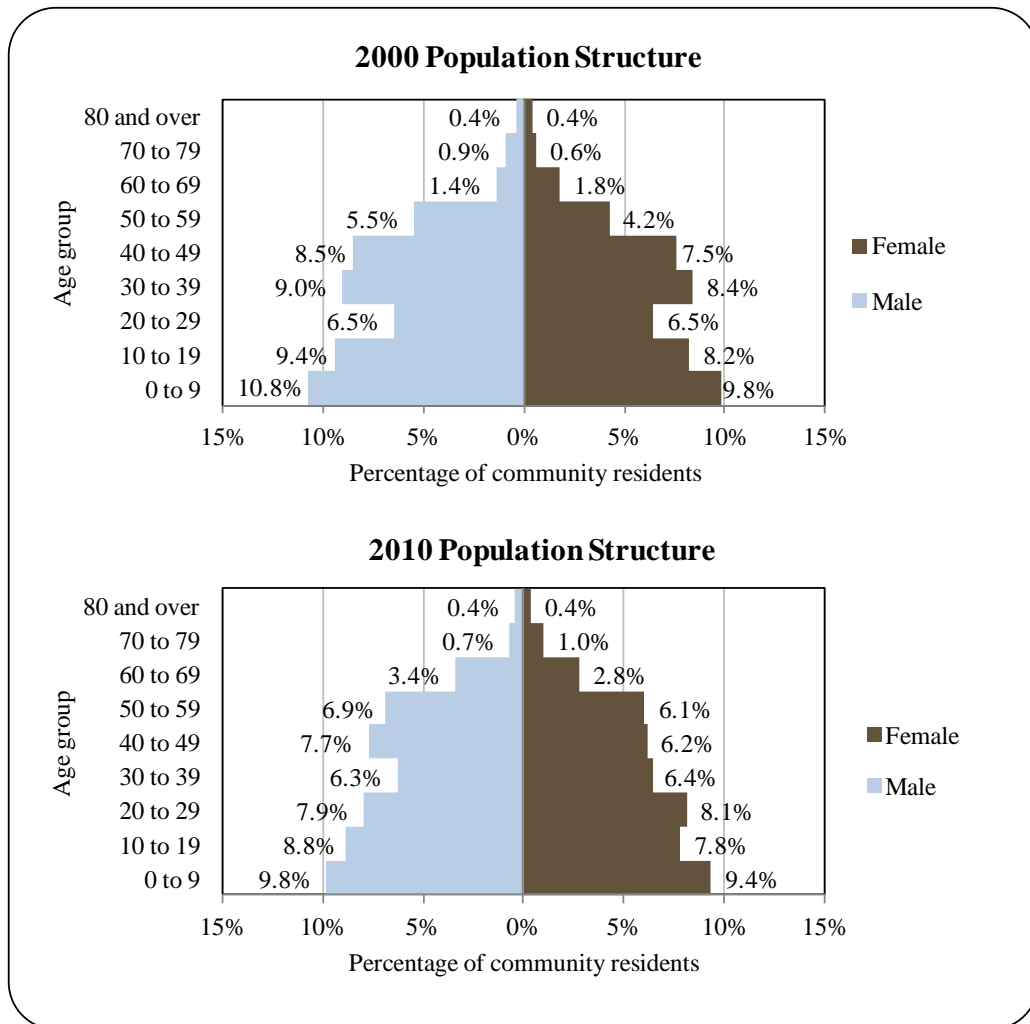 2000 Population Structure
80 and over 0.4% 0.4%
70 to 79 0.9% 0.6%
60 to 69 1.4% 1.8%
50 to 59 5.5% 4.2%
40 to 49 8.5% 7.5%
30 to 39 9.0% 8.4%
20 to 29 6.5% 6.5%
10 to 19 9.4% 8.2%
0 to 9 10.8% 9.8%
Age group
15% 10% 5% 0% 5% 10% 15%
Percentage of community residents
Female
Male
2010 Population Structure
80 and over 0.4% 0.4%
70 to 79 0.7% 1.0%
60 to 69 3.4% 2.8%
50 to 59 6.9% 6.1%
40 to 49 7.7% 6.2%
30 to 39 6.3% 6.4%
20 to 29 7.9% 8.1%
10 to 19 8.8% 7.8%
0 to 9 9.8% 9.4%
Age group
15% 10% 5% 0% 5% 10% 15%
Percentage of community residents
Female
Male